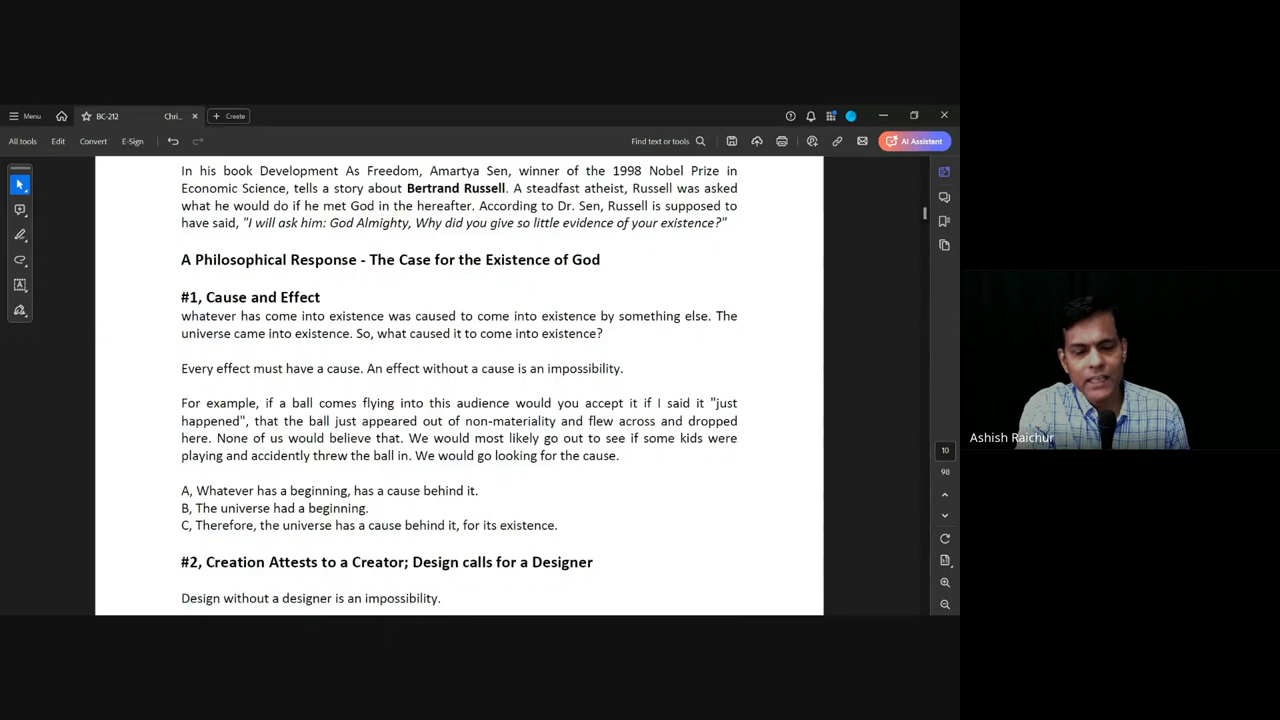 Menu
BC-212
Chri..
Create
All tools
Edit
Convert
E-Sign
Find text or tools
AI Assistant
In his book Development As Freedom, Amartya Sen, winner of the 1998 Nobel Prize in
Economic Science, tells a story about Bertrand Russell. A steadfast atheist, Russell was asked
what he would do if he met God in the hereafter. According to Dr. Sen, Russell is supposed to
have said, "I will ask him: God Almighty, Why did you give so little evidence of your existence?"
A Philosophical Response - The Case for the Existence of God
#1, Cause and Effect
whatever has come into existence was caused to come into existence by something else. The
universe came into existence. So, what caused it to come into existence?
Every effect must have a cause. An effect without a cause is an impossibility.
For example, if a ball comes flying into this audience would you accept it if I said it "just
happened", that the ball just appeared out of non-materiality and flew across and dropped
here. None of us would believe that. We would most likely go out to see if some kids were
playing and accidently threw the ball in. We would go looking for the cause.
A, Whatever has a beginning, has a cause behind it.
B, The universe had a beginning.
C, Therefore, the universe has a cause behind it, for its existence.
#2, Creation Attests to a Creator; Design calls for a Designer
Design without a designer is an impossibility.
10
98
Ashish Raichur